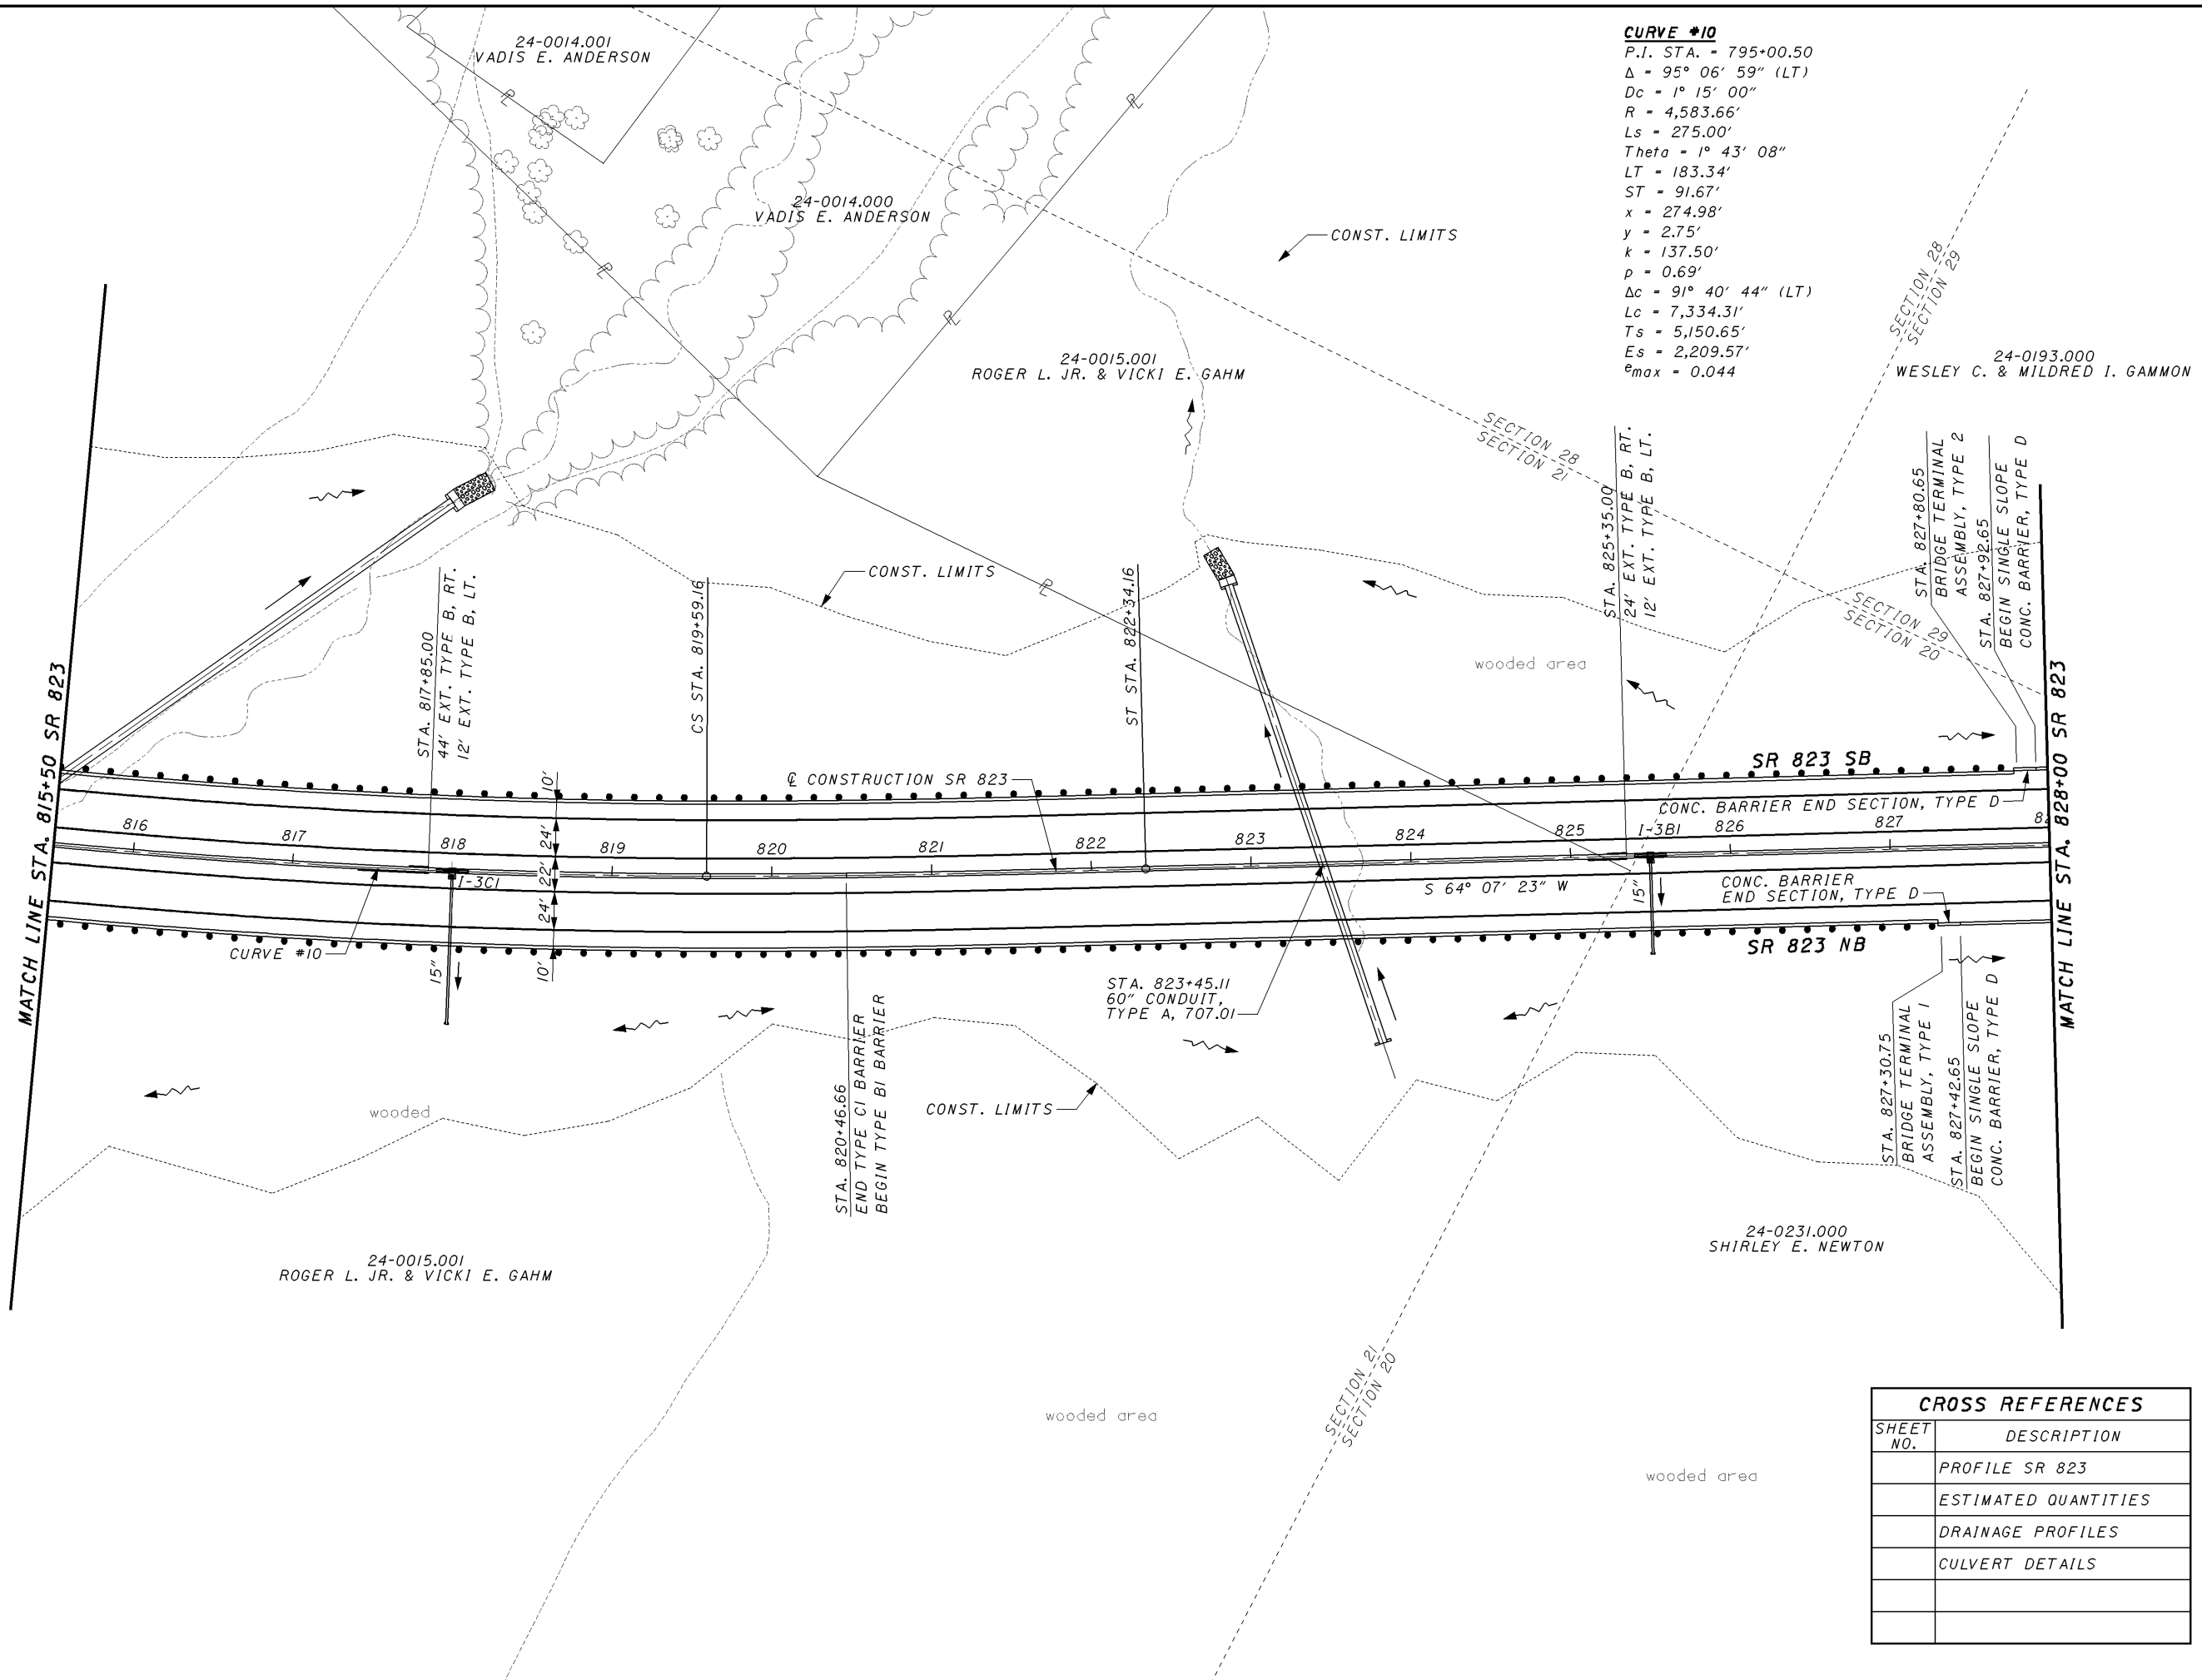 24-0014.001
VADIS E. ANDERSON
24-0014.000
VADIS E. ANDERSON
CONST. LIMITS
CURVE #10
P.I. STA. = 795+00.50
Δ = 95° 06' 59" (LT)
Dc = 1° 15' 00"
R = 4,583.66'
Ls = 275.00'
Theta = 1° 43' 08"
LT = 183.34'
ST = 91.67'
x = 274.98'
y = 2.75'
k = 137.50'
p = 0.69'
Δc = 91° 40' 44" (LT)
Lc = 7,334.31'
Ts = 5,150.65'
Es = 2,209.57'
emax = 0.044
SECTION 28
SECTION 29
24-0193.000
WESLEY C. & MILDRED I. GAMMON
24-0015.001
ROGER L. JR. & VICKI E. GAHM
SECTION 28
SECTION 21
SECTION 29
SECTION 20
CONST. LIMITS
wooded area
MATCH LINE STA. 815+50 SR 823
STA. 817+85.00
44' EXT. TYPE B, RT.
12' EXT. TYPE B, LT.
CS STA. 819+59.16
ST STA. 822+34.16
STA. 825+35.00
24' EXT. TYPE B, RT.
12' EXT. TYPE B, LT.
STA. 827+80.65
BRIDGE TERMINAL
ASSEMBLY, TYPE 2
STA. 827+92.65
BEGIN SINGLE SLOPE
CONC. BARRIER, TYPE D
MATCH LINE STA. 828+00 SR 823
SR 823 SB
℄ CONSTRUCTION SR 823
CONC. BARRIER END SECTION, TYPE D
10'
24'
22'
24'
10'
816
817
818
819
820
821
822
823
824
825
826
827
I-3C1
I-3B1
S 64° 07' 23" W
CONC. BARRIER
END SECTION, TYPE D
SR 823 NB
CURVE #10
15"
15"
STA. 823+45.11
60" CONDUIT,
TYPE A, 707.01
STA. 820+46.66
END TYPE C1 BARRIER
BEGIN TYPE B1 BARRIER
CONST. LIMITS
wooded
STA. 827+30.75
BRIDGE TERMINAL
ASSEMBLY, TYPE 1
STA. 827+42.65
BEGIN SINGLE SLOPE
CONC. BARRIER, TYPE D
24-0015.001
ROGER L. JR. & VICKI E. GAHM
24-0231.000
SHIRLEY E. NEWTON
SECTION 21
SECTION 20
wooded area
wooded area
CROSS REFERENCES
SHEET NO. DESCRIPTION
PROFILE SR 823
ESTIMATED QUANTITIES
DRAINAGE PROFILES
CULVERT DETAILS